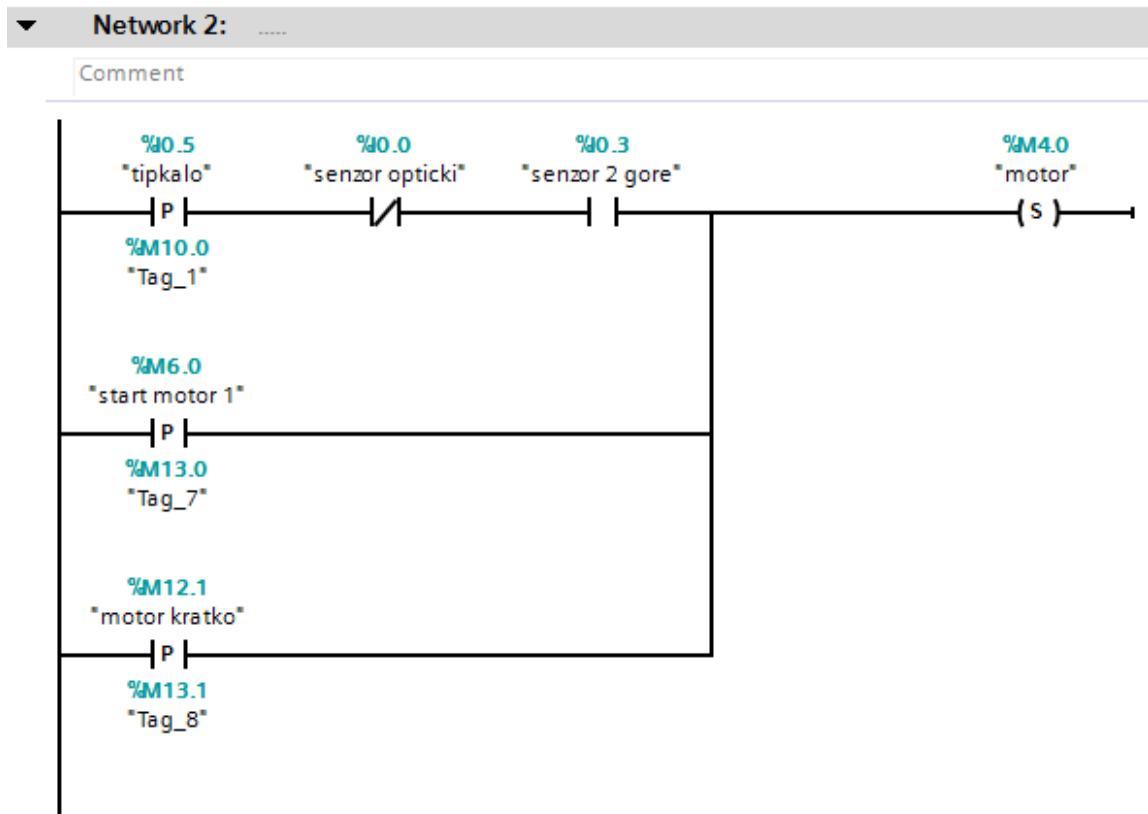 Network 2: .....
Comment
%I0.5 %I0.0 %I0.3 %M4.0
"tipkalo" "senzor opticki" "senzor 2 gore" "motor"
P S
%M10.0
"Tag_1"
%M6.0
"start motor 1"
P
%M13.0
"Tag_7"
%M12.1
"motor kratko"
P
%M13.1
"Tag_8"